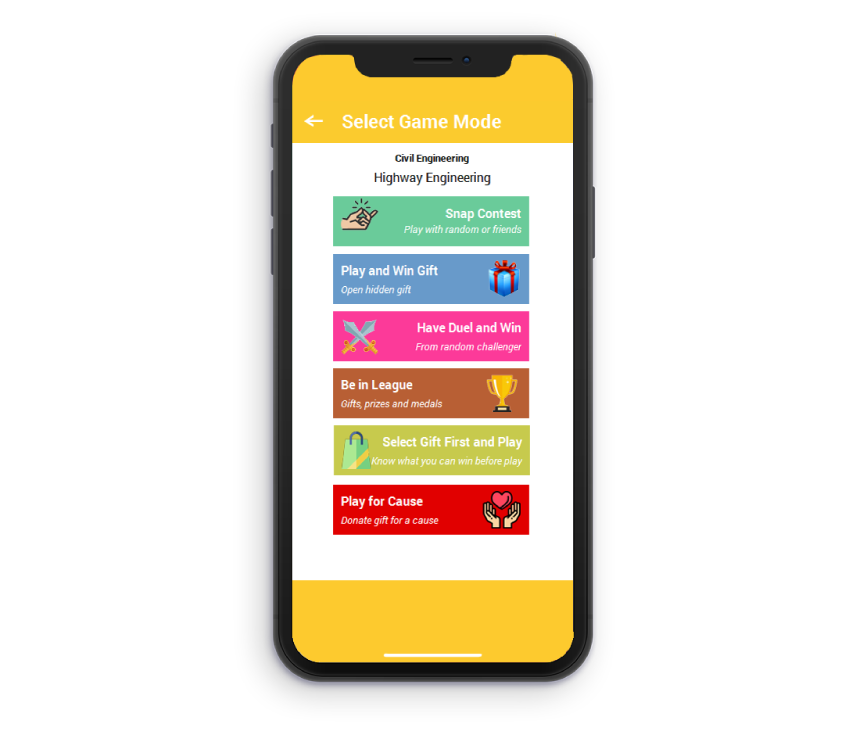 Select Game Mode
Civil Engineering
Highway Engineering
Snap Contest
Play with random or friends
Play and Win Gift
Open hidden gift
Have Duel and Win
From random challenger
Be in League
Gifts, prizes and medals
Select Gift First and Play
Know what you can win before play
Play for Cause
Donate gift for a cause